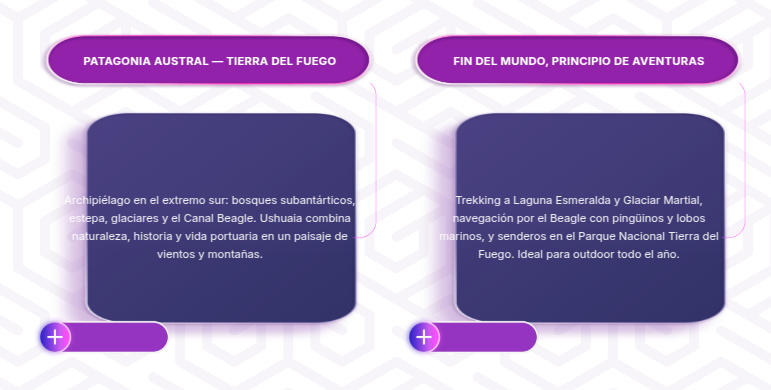 PATAGONIA AUSTRAL — TIERRA DEL FUEGO
Archipiélago en el extremo sur: bosques subantárticos,
estepa, glaciares y el Canal Beagle. Ushuaia combina
naturaleza, historia y vida portuaria en un paisaje de
vientos y montañas.
FIN DEL MUNDO, PRINCIPIO DE AVENTURAS
Trekking a Laguna Esmeralda y Glaciar Martial,
navegación por el Beagle con pingüinos y lobos
marinos, y senderos en el Parque Nacional Tierra del
Fuego. Ideal para outdoor todo el año.